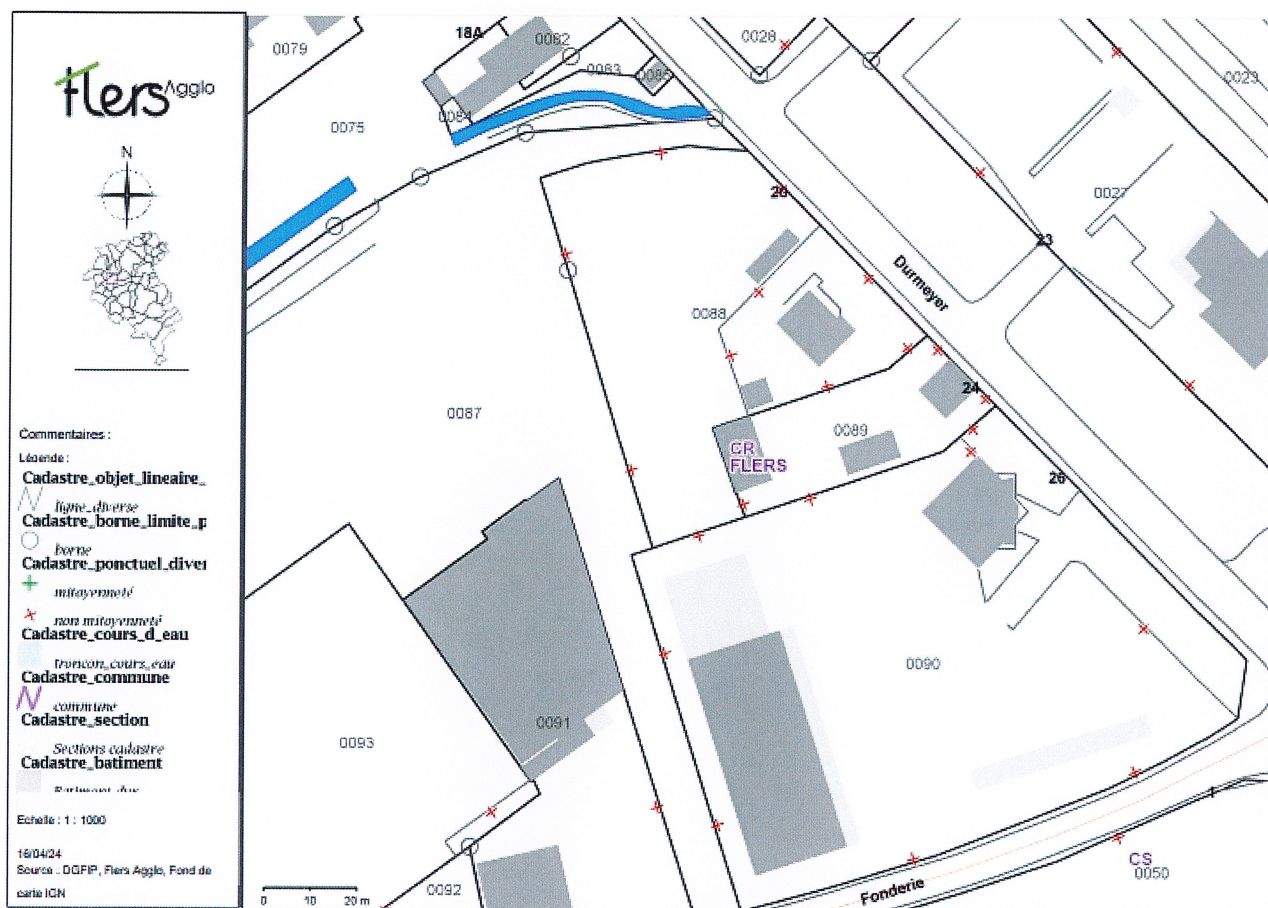 flers Agglo
N
Commentaires :
Légende :
Cadastre_objet_lineaire_
ligne_diverse
Cadastre_borne_limite_p
borne
Cadastre_ponctuel_diver
mitoyenneté
non mitoyenneté
Cadastre_cours_d_eau
troncon_cours_eau
Cadastre_commune
commune
Cadastre_section
Sections cadastre
Cadastre_batiment
Echelle : 1 : 1000
16/04/24
Source : DGFIP, Flers Agglo, Fond de
carte IGN
0079
18A
0082
0028
0083
0085
0023
0084
0075
20
0027
23
Durmeyer
0088
24
0087
0089
CR
FLERS
26
0090
0091
0093
1
CS
0050
0092
Fonderie
0 10 20 m